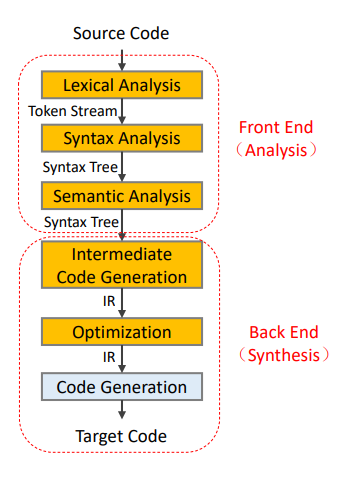 Source Code
Lexical Analysis
Token Stream
Syntax Analysis
Syntax Tree
Semantic Analysis
Syntax Tree
Front End
（Analysis）
Intermediate
Code Generation
IR
Optimization
IR
Code Generation
Target Code
Back End
（Synthesis）